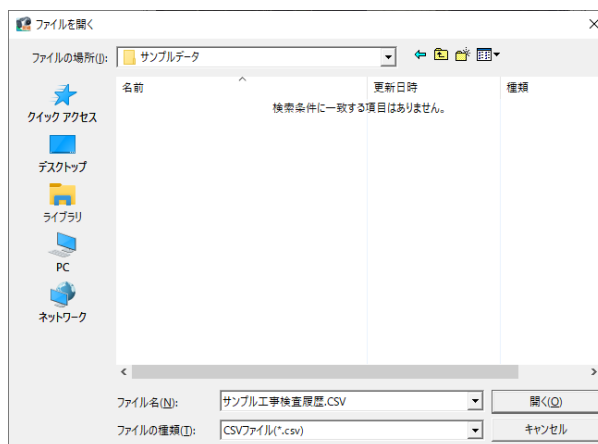 ファイルを開く
ファイルの場所(I):
サンプルデータ
名前
更新日時
種類
検索条件に一致する項目はありません。
クイック アクセス
デスクトップ
ライブラリ
PC
ネットワーク
ファイル名(N):
サンプル工事検査履歴.CSV
開く(O)
ファイルの種類(T):
CSVファイル(*.csv)
キャンセル